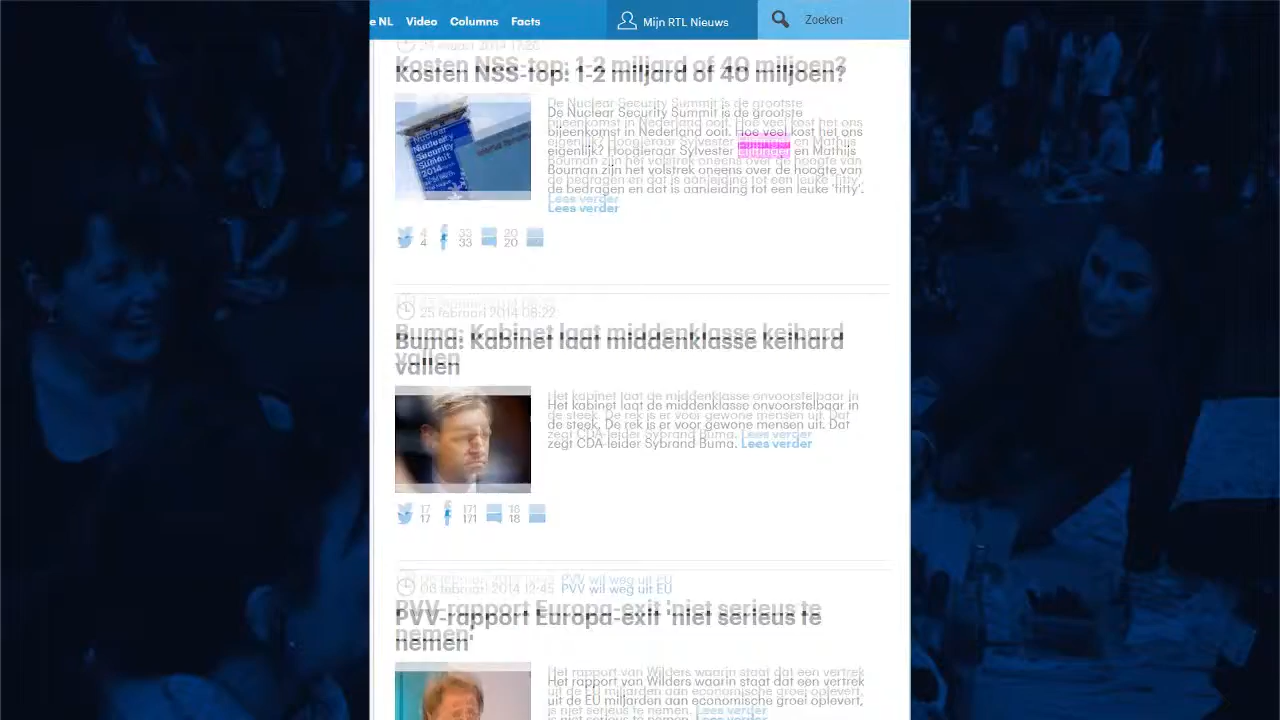 e NL Video Columns Facts Mijn RTL Nieuws Zoeken
Kosten NSS-top: 1-2 miljard of 40 miljoen?
De Nuclear Security Summit is de grootste
bijeenkomst in Nederland ooit. Hoe veel kost het ons
eigenlijk? Hoogleraar Sylvester en Mathijs
Bouman zijn het volstrek oneens over de hoogte van
de bedragen en dat is aanleiding tot een leuke 'fitty'.
Lees verder
4 33 20
25 februari 2014 08:22
Buma: Kabinet laat middenklasse keihard
vallen
Het kabinet laat de middenklasse onvoorstelbaar in
de steek. De rek is er voor gewone mensen uit. Dat
zegt CDA-leider Sybrand Buma. Lees verder
17 171 18
februari 2014 12:45 PVV wil weg uit EU
PVV-rapport Europa-exit 'niet serieus te
nemen'
Het rapport van Wilders waarin staat dat een vertrek
uit de EU miljarden aan economische groei oplevert,
is niet serieus te nemen. Lees verder